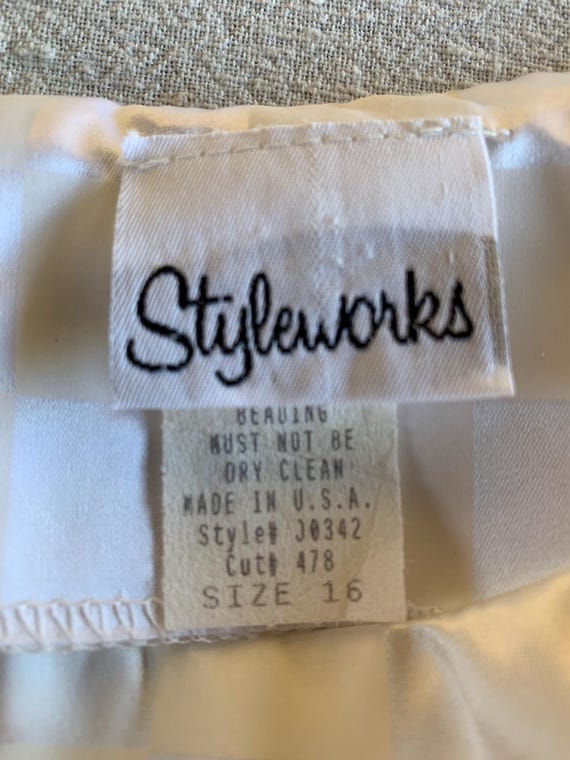 Styleworks
BEADING
MUST NOT BE
DRY CLEAN
MADE IN U.S.A.
Style# J0342
Cut# 478
SIZE 16